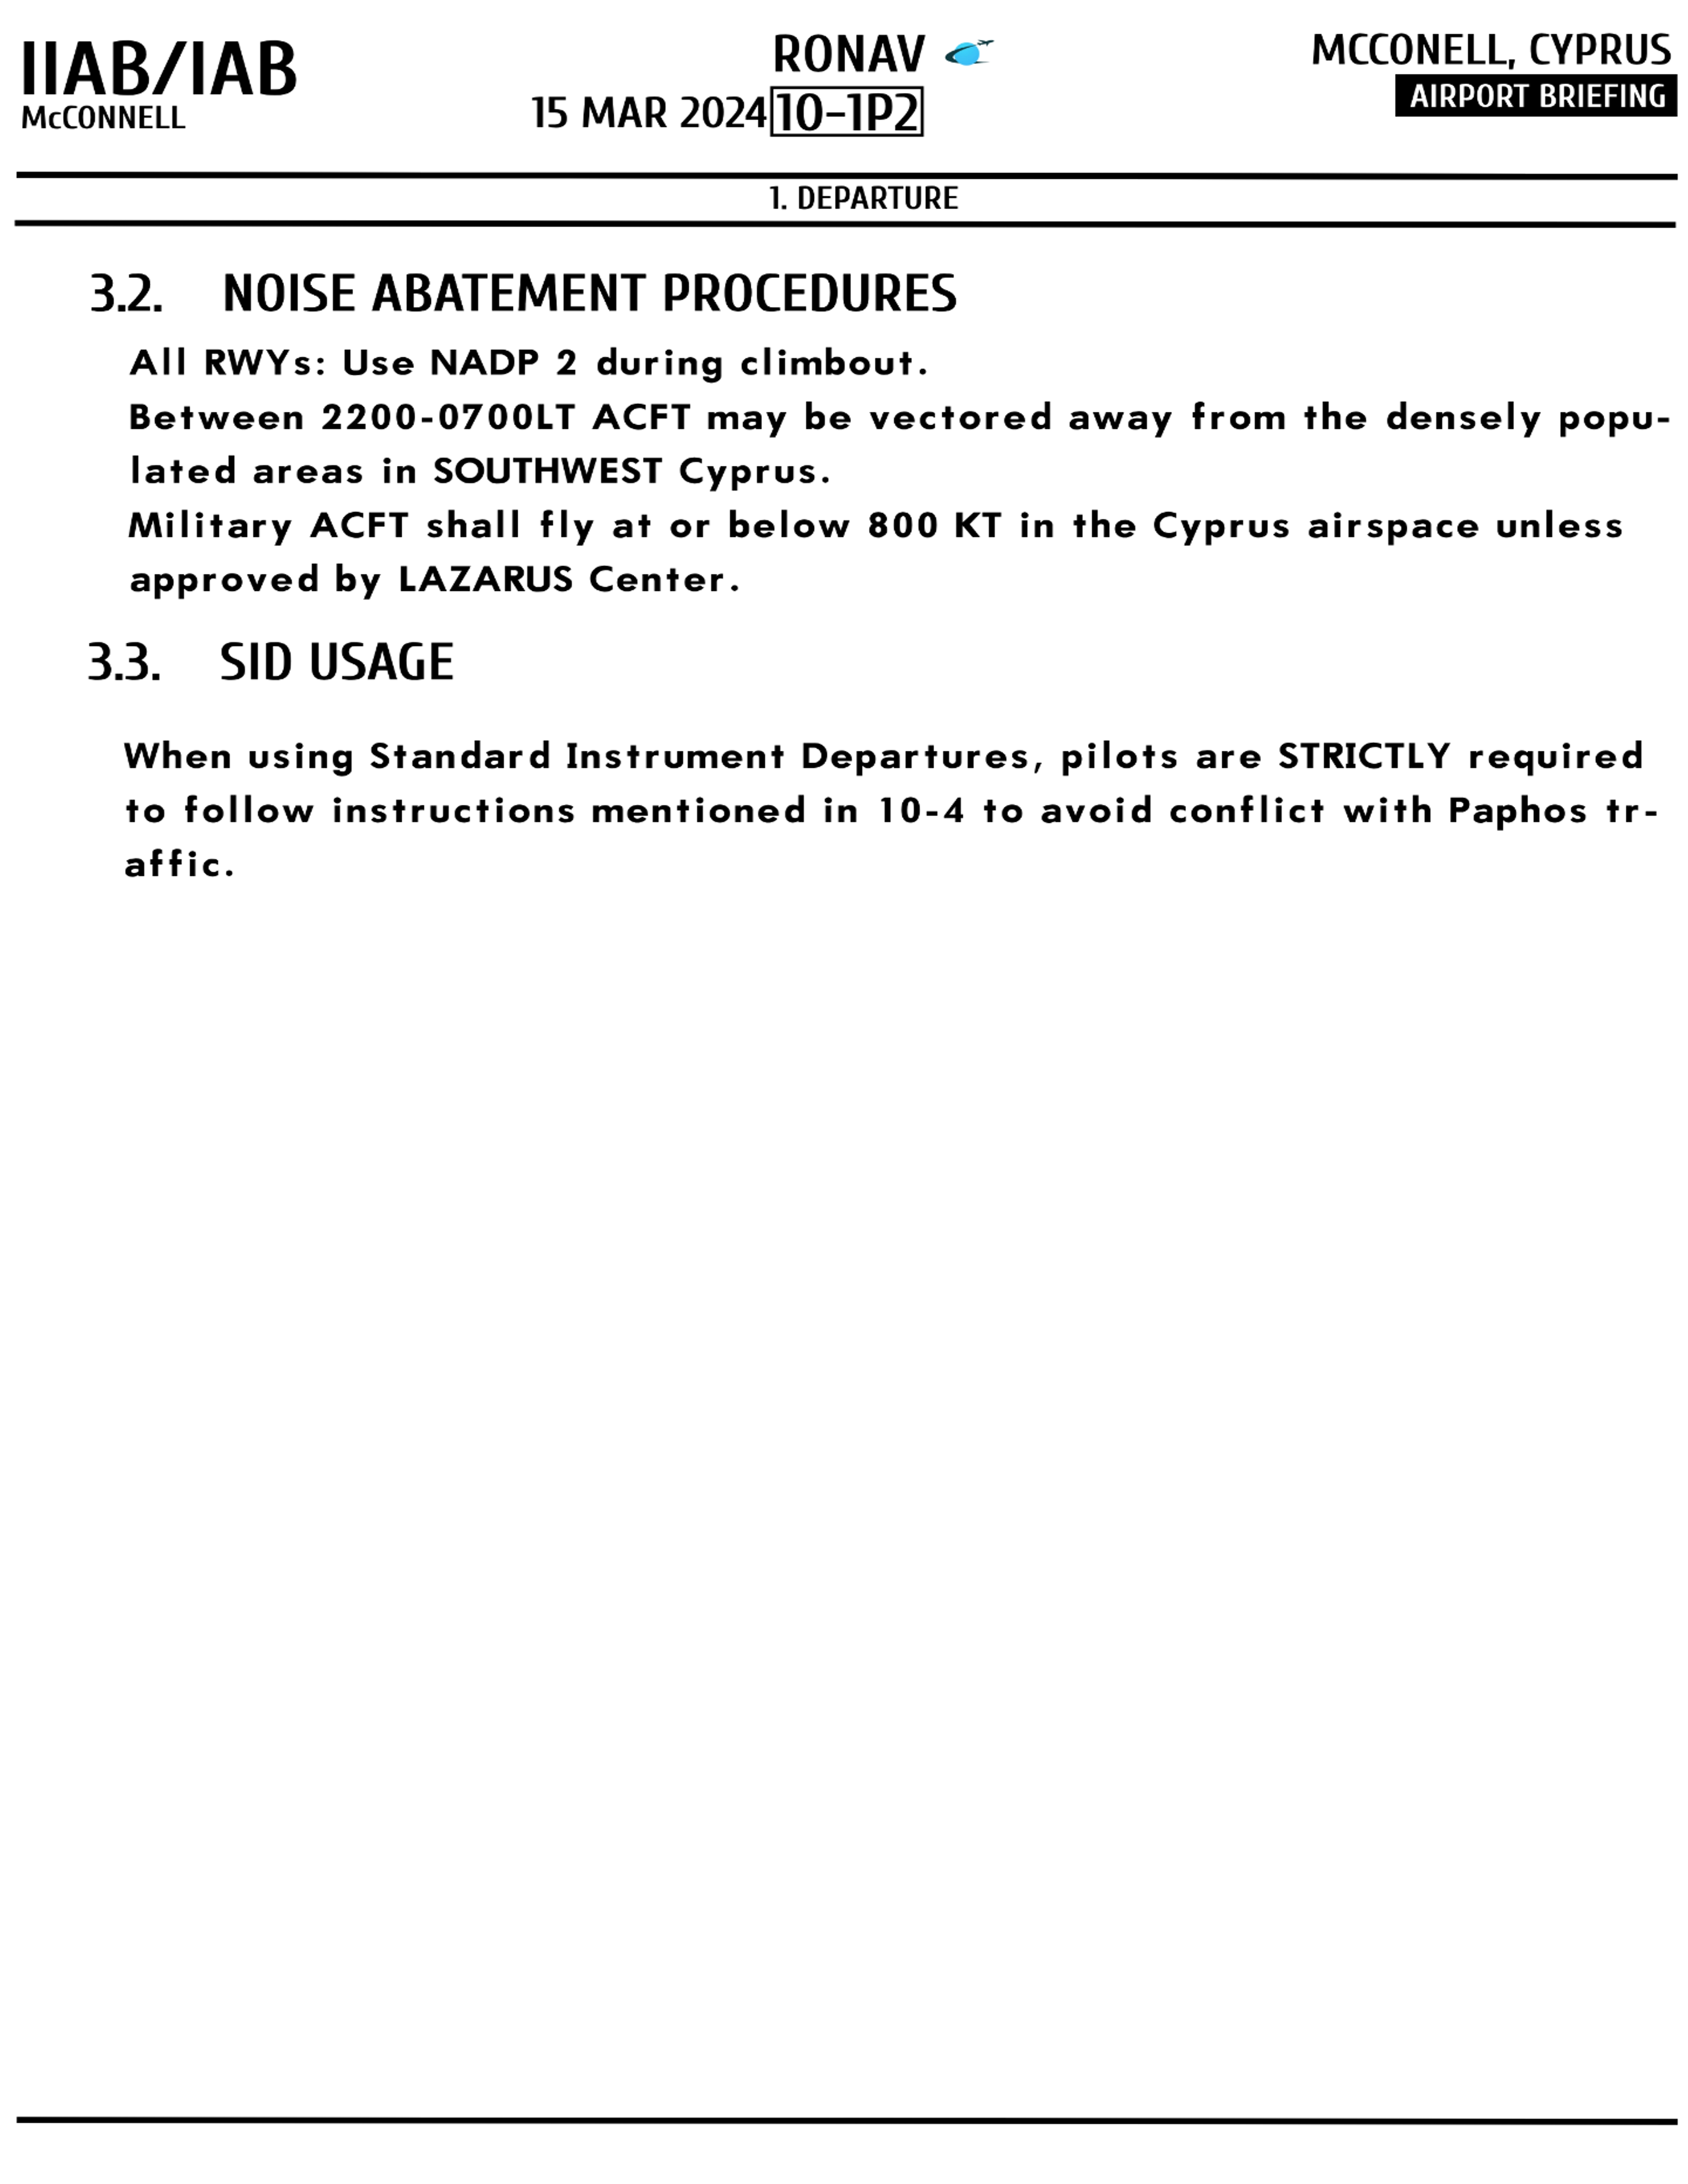 IIAB/IAB
McCONNELL
RONAV
15 MAR 2024 10-1P2
MCCONELL, CYPRUS
AIRPORT BRIEFING
1. DEPARTURE
3.2. NOISE ABATEMENT PROCEDURES
All RWYs: Use NADP 2 during climbout.
Between 2200-0700LT ACFT may be vectored away from the densely popu-
lated areas in SOUTHWEST Cyprus.
Military ACFT shall fly at or below 800 KT in the Cyprus airspace unless
approved by LAZARUS Center.
3.3. SID USAGE
When using Standard Instrument Departures, pilots are STRICTLY required
to follow instructions mentioned in 10-4 to avoid conflict with Paphos tr-
affic.